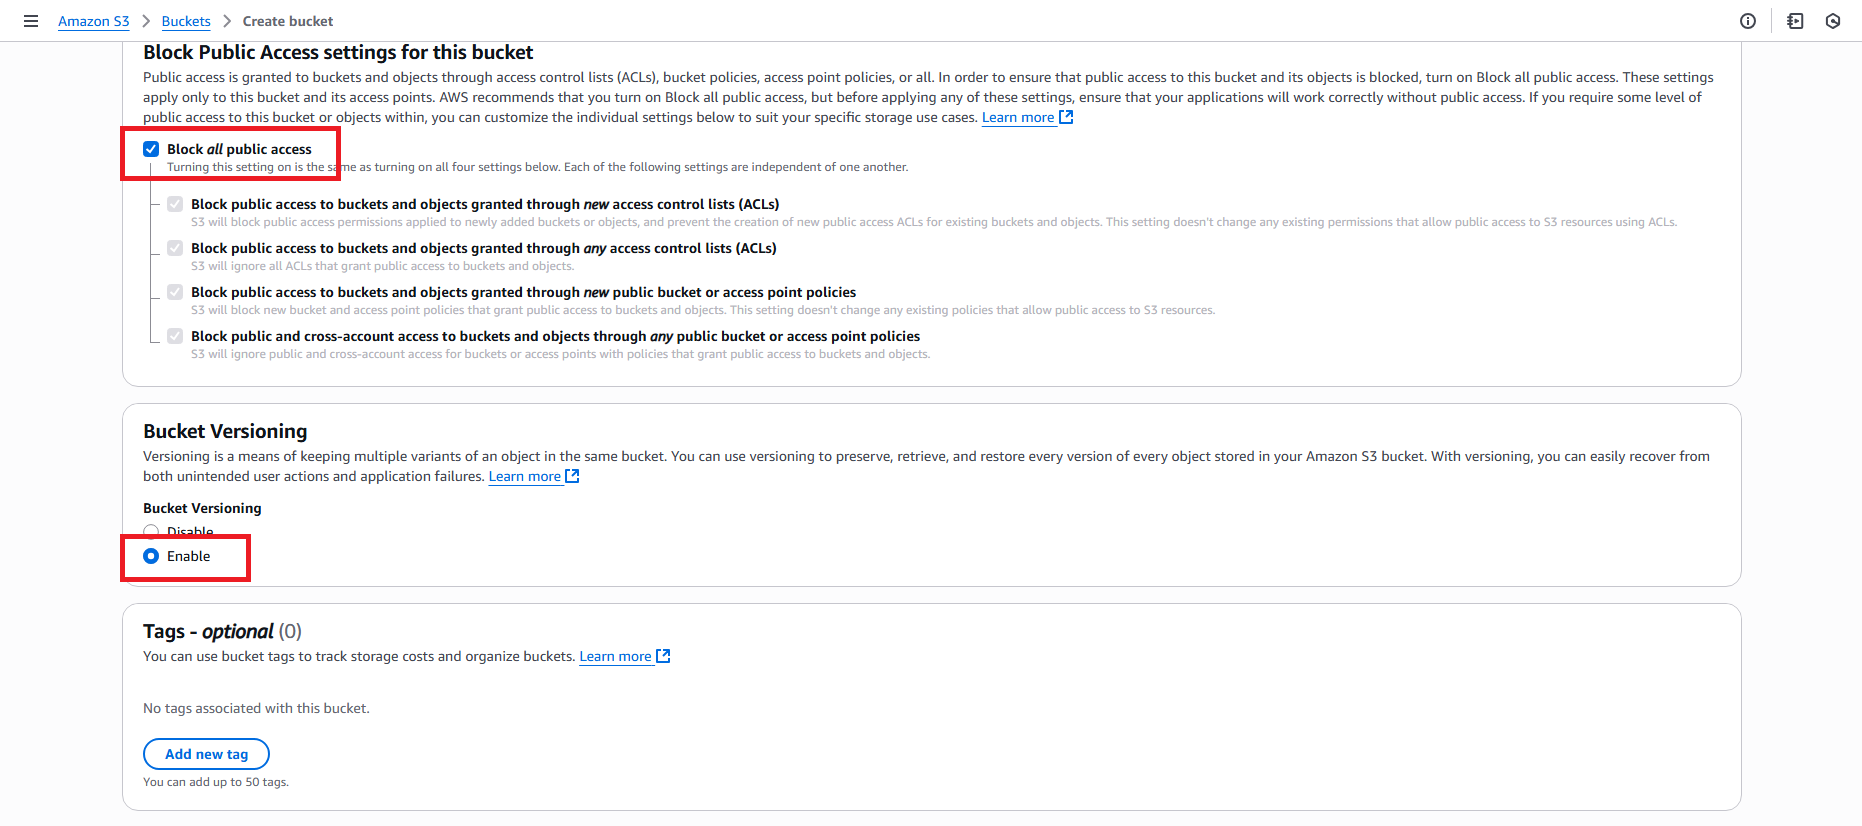 Amazon S3 > Buckets > Create bucket
Block Public Access settings for this bucket
Public access is granted to buckets and objects through access control lists (ACLs), bucket policies, access point policies, or all. In order to ensure that public access to this bucket and its objects is blocked, turn on Block all public access. These settings
apply only to this bucket and its access points. AWS recommends that you turn on Block all public access, but before applying any of these settings, ensure that your applications will work correctly without public access. If you require some level of
public access to this bucket or objects within, you can customize the individual settings below to suit your specific storage use cases. Learn more
Block all public access
Turning this setting on is the same as turning on all four settings below. Each of the following settings are independent of one another.
Block public access to buckets and objects granted through new access control lists (ACLs)
S3 will block public access permissions applied to newly added buckets or objects, and prevent the creation of new public access ACLs for existing buckets and objects. This setting doesn't change any existing permissions that allow public access to S3 resources using ACLs.
Block public access to buckets and objects granted through any access control lists (ACLs)
S3 will ignore all ACLs that grant public access to buckets and objects.
Block public access to buckets and objects granted through new public bucket or access point policies
S3 will block new bucket and access point policies that grant public access to buckets and objects. This setting doesn't change any existing policies that allow public access to S3 resources.
Block public and cross-account access to buckets and objects through any public bucket or access point policies
S3 will ignore public and cross-account access for buckets or access points with policies that grant public access to buckets and objects.
Bucket Versioning
Versioning is a means of keeping multiple variants of an object in the same bucket. You can use versioning to preserve, retrieve, and restore every version of every object stored in your Amazon S3 bucket. With versioning, you can easily recover from
both unintended user actions and application failures. Learn more
Bucket Versioning
Disable
Enable
Tags - optional (0)
You can use bucket tags to track storage costs and organize buckets. Learn more
No tags associated with this bucket.
Add new tag
You can add up to 50 tags.